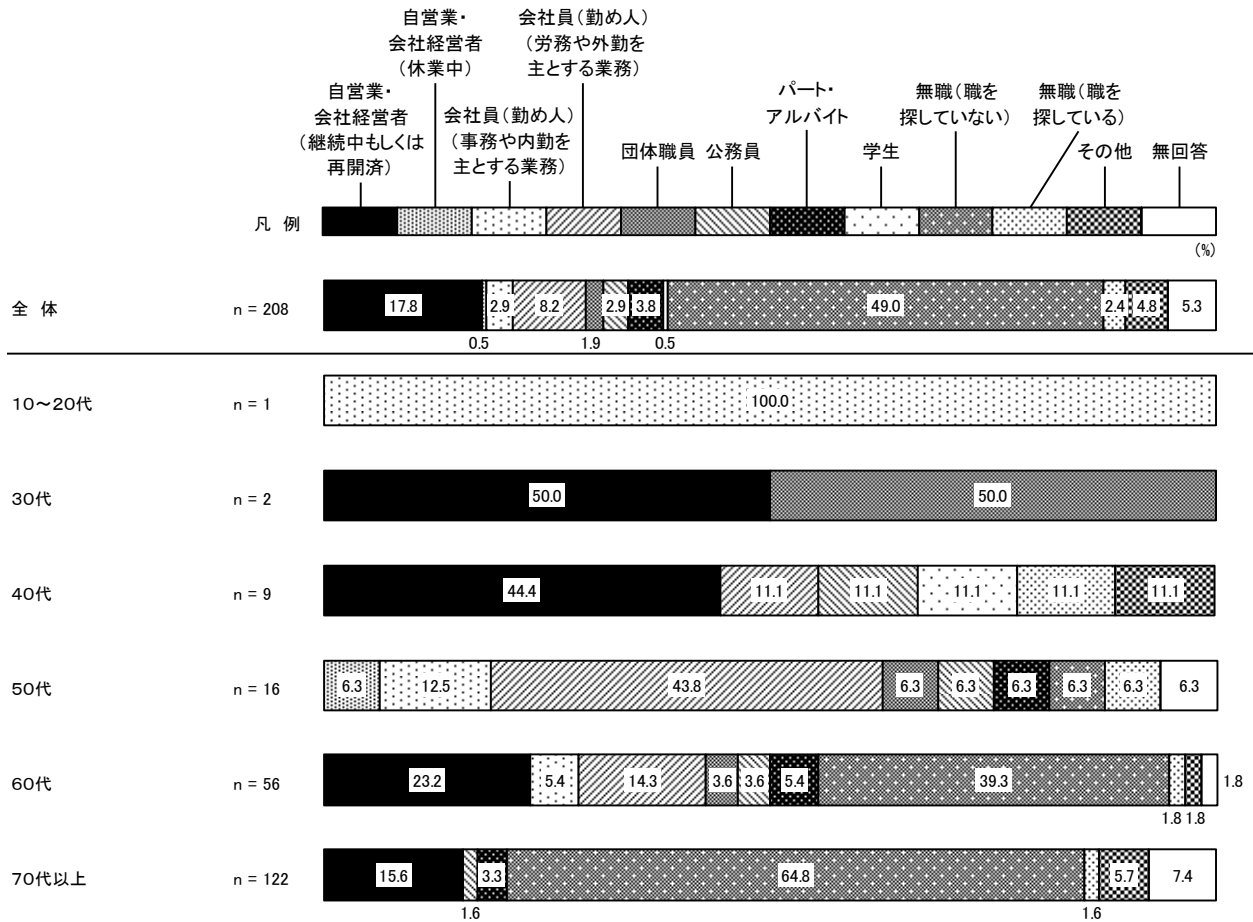 自営業・
会社経営者
(継続中もしくは
再開済)
自営業・
会社経営者
(休業中)
会社員(勤め人)
(事務や内勤を
主とする業務)
会社員(勤め人)
(労務や外勤を
主とする業務)
団体職員
公務員
パート・
アルバイト
学生
無職(職を
探していない)
無職(職を
探している)
その他
無回答
凡 例
(%)
全 体 n = 208 17.8 0.5 2.9 8.2 1.9 2.9 3.8 0.5 49.0 2.4 4.8 5.3
10~20代 n = 1 100.0
30代 n = 2 50.0 50.0
40代 n = 9 44.4 11.1 11.1 11.1 11.1 11.1
50代 n = 16 6.3 12.5 43.8 6.3 6.3 6.3 6.3 6.3 6.3
60代 n = 56 23.2 5.4 14.3 3.6 3.6 5.4 39.3 1.8 1.8 1.8
70代以上 n = 122 15.6 1.6 3.3 64.8 1.6 5.7 7.4